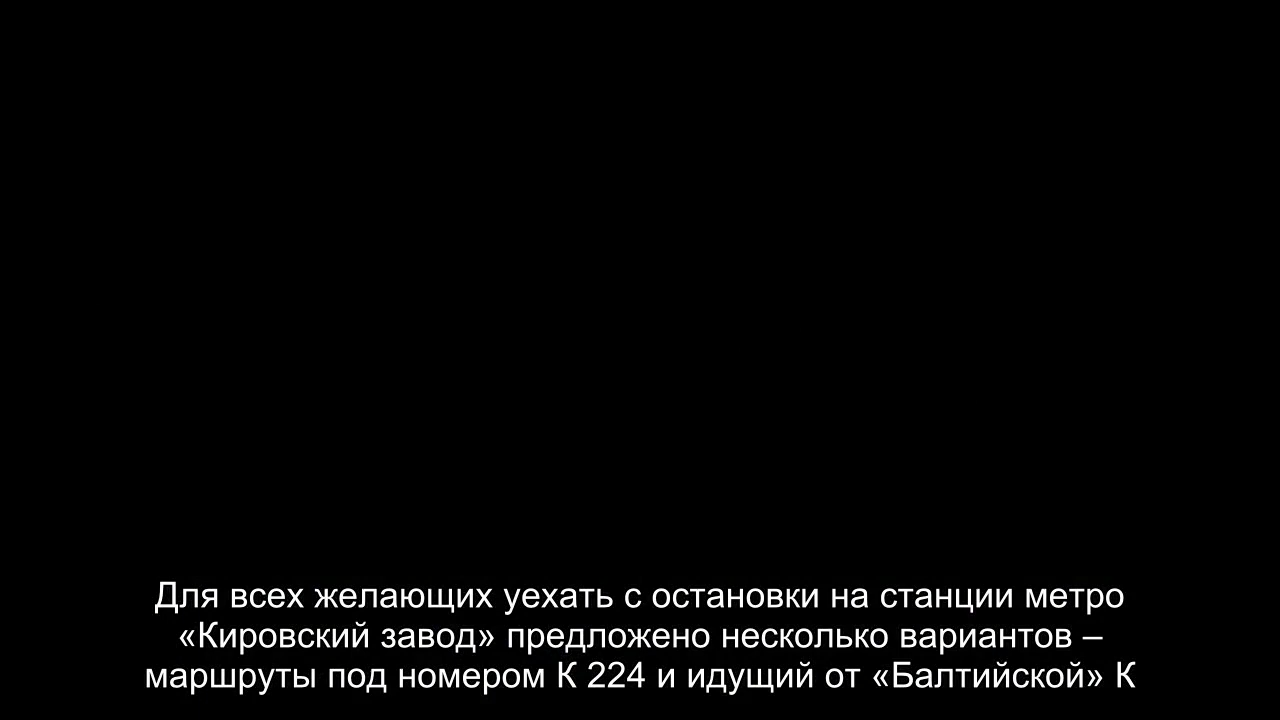 Для всех желающих уехать с остановки на станции метро
«Кировский завод» предложено несколько вариантов –
маршруты под номером К 224 и идущий от «Балтийской» К